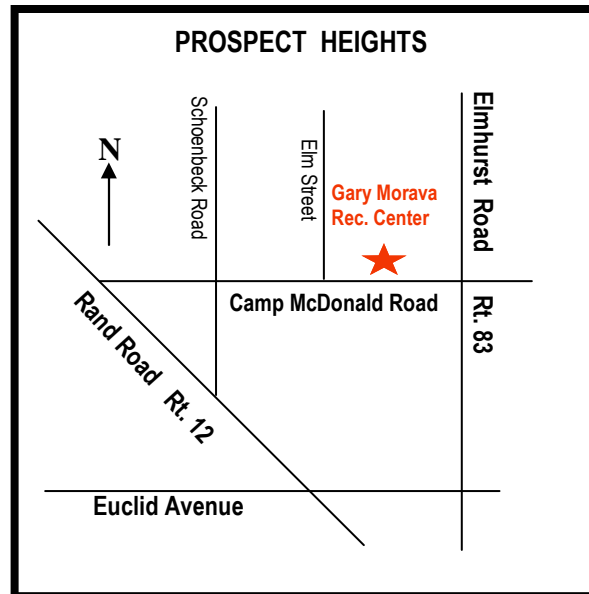 PROSPECT HEIGHTS
N
Schoenbeck Road
Elm Street
Gary Morava
Rec. Center
Elmhurst Road
Camp McDonald Road
Rt. 83
Rand Road Rt. 12
Euclid Avenue